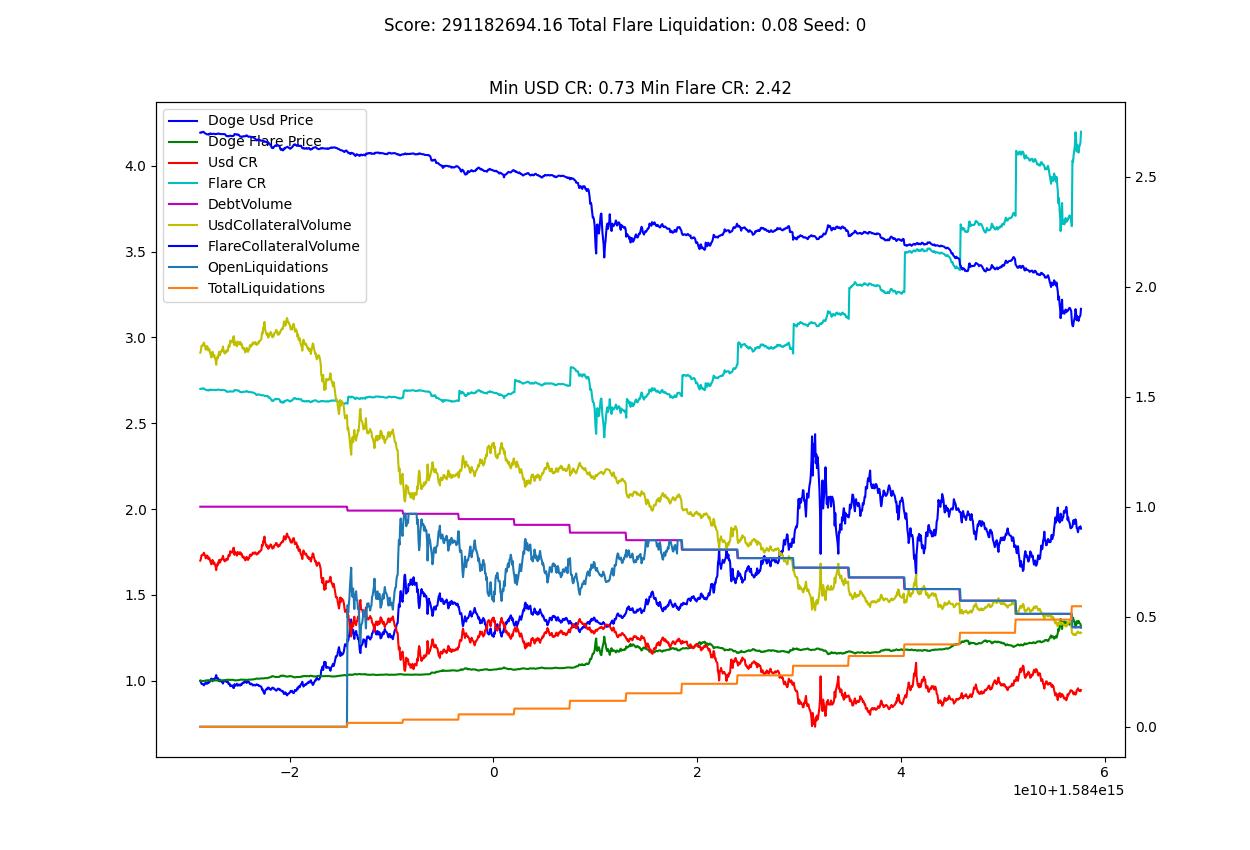 Score: 291182694.16 Total Flare Liquidation: 0.08 Seed: 0
Min USD CR: 0.73 Min Flare CR: 2.42
Doge Usd Price
Doge Flare Price
Usd CR
Flare CR
DebtVolume
UsdCollateralVolume
FlareCollateralVolume
OpenLiquidations
TotalLiquidations
4.0
3.5
3.0
2.5
2.0
1.5
1.0
2.5
2.0
1.5
1.0
0.5
0.0
−2 0 2 4 6
1e10+1.584e15